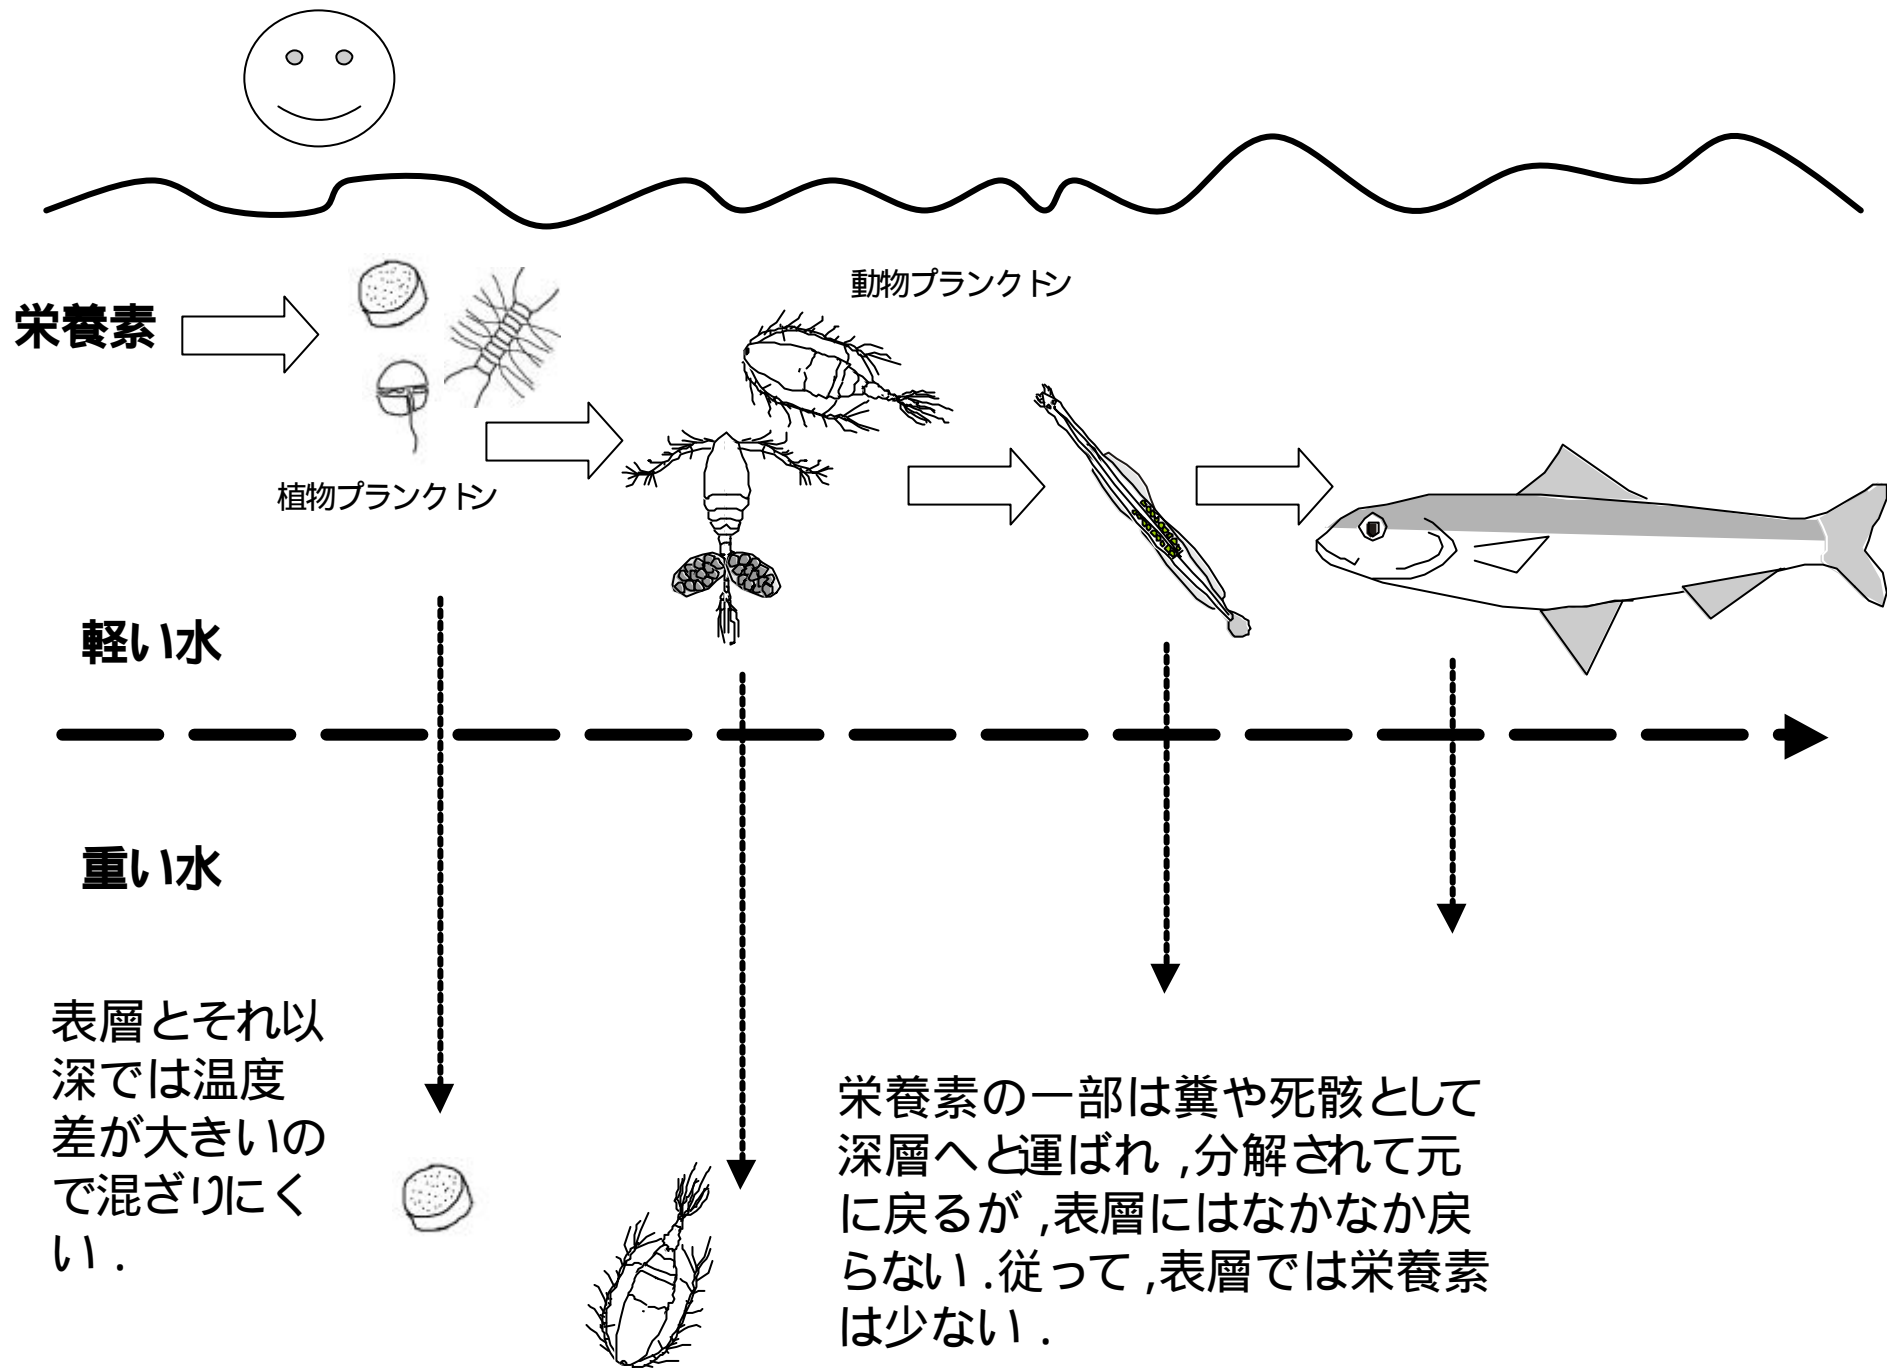 動物プランクトン
栄養素
植物プランクトン
軽い水
重い水
表層とそれ以
深では温度
差が大きいの
で混ざりにく
い.
栄養素の一部は糞や死骸として
深層へと運ばれ,分解されて元
に戻るが,表層にはなかなか戻
らない.従って,表層では栄養素
は少ない.